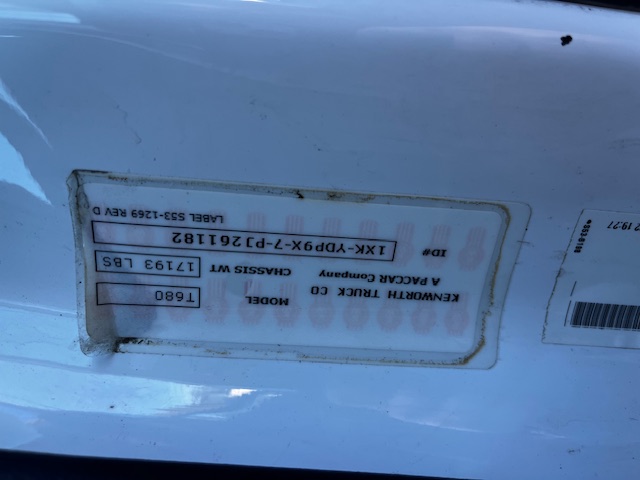 KENWORTH TRUCK CO MODEL T680
A PACCAR Company CHASSIS WT 17193 LBS
ID# 1XK-YDP9X-7-PJ261182
LABEL S53-1269 REV D